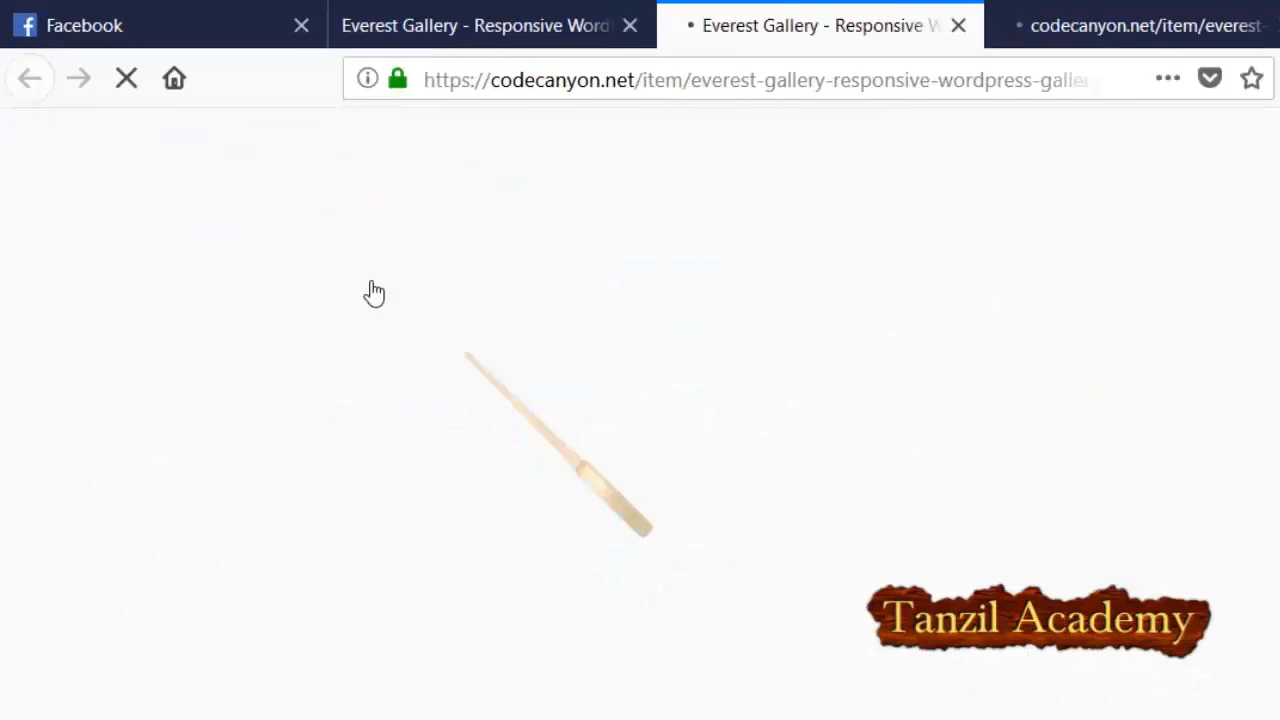 Facebook
Everest Gallery - Responsive Word
Everest Gallery - Responsive W
codecanyon.net/item/everest-
https://codecanyon.net/item/everest-gallery-responsive-wordpress-galle
Tanzil Academy